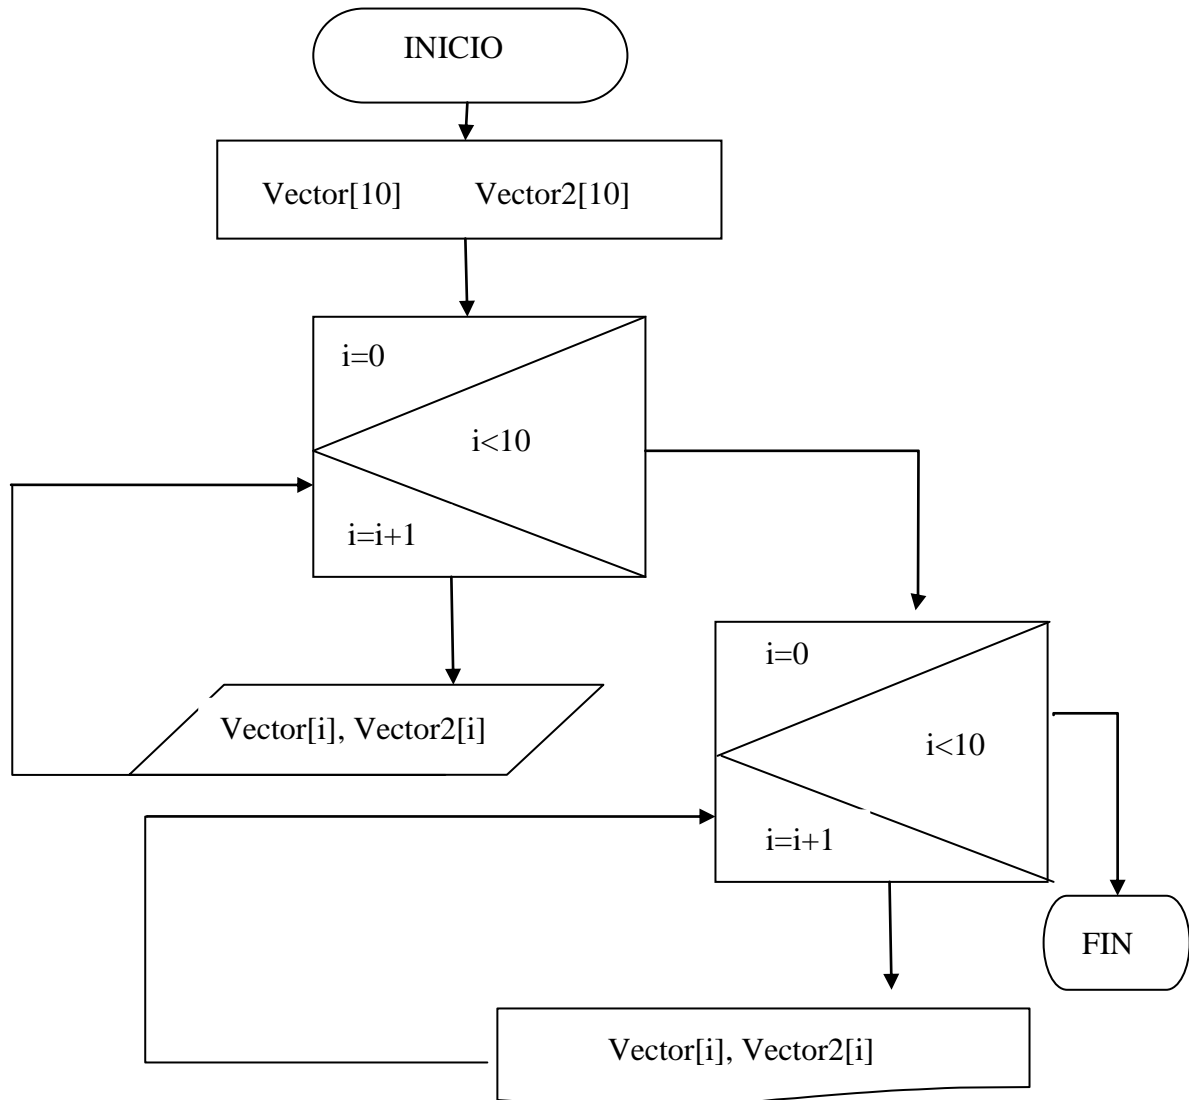 INICIO
Vector[10] Vector2[10]
i=0
i<10
i=i+1
Vector[i], Vector2[i]
i=0
i<10
i=i+1
FIN
Vector[i], Vector2[i]